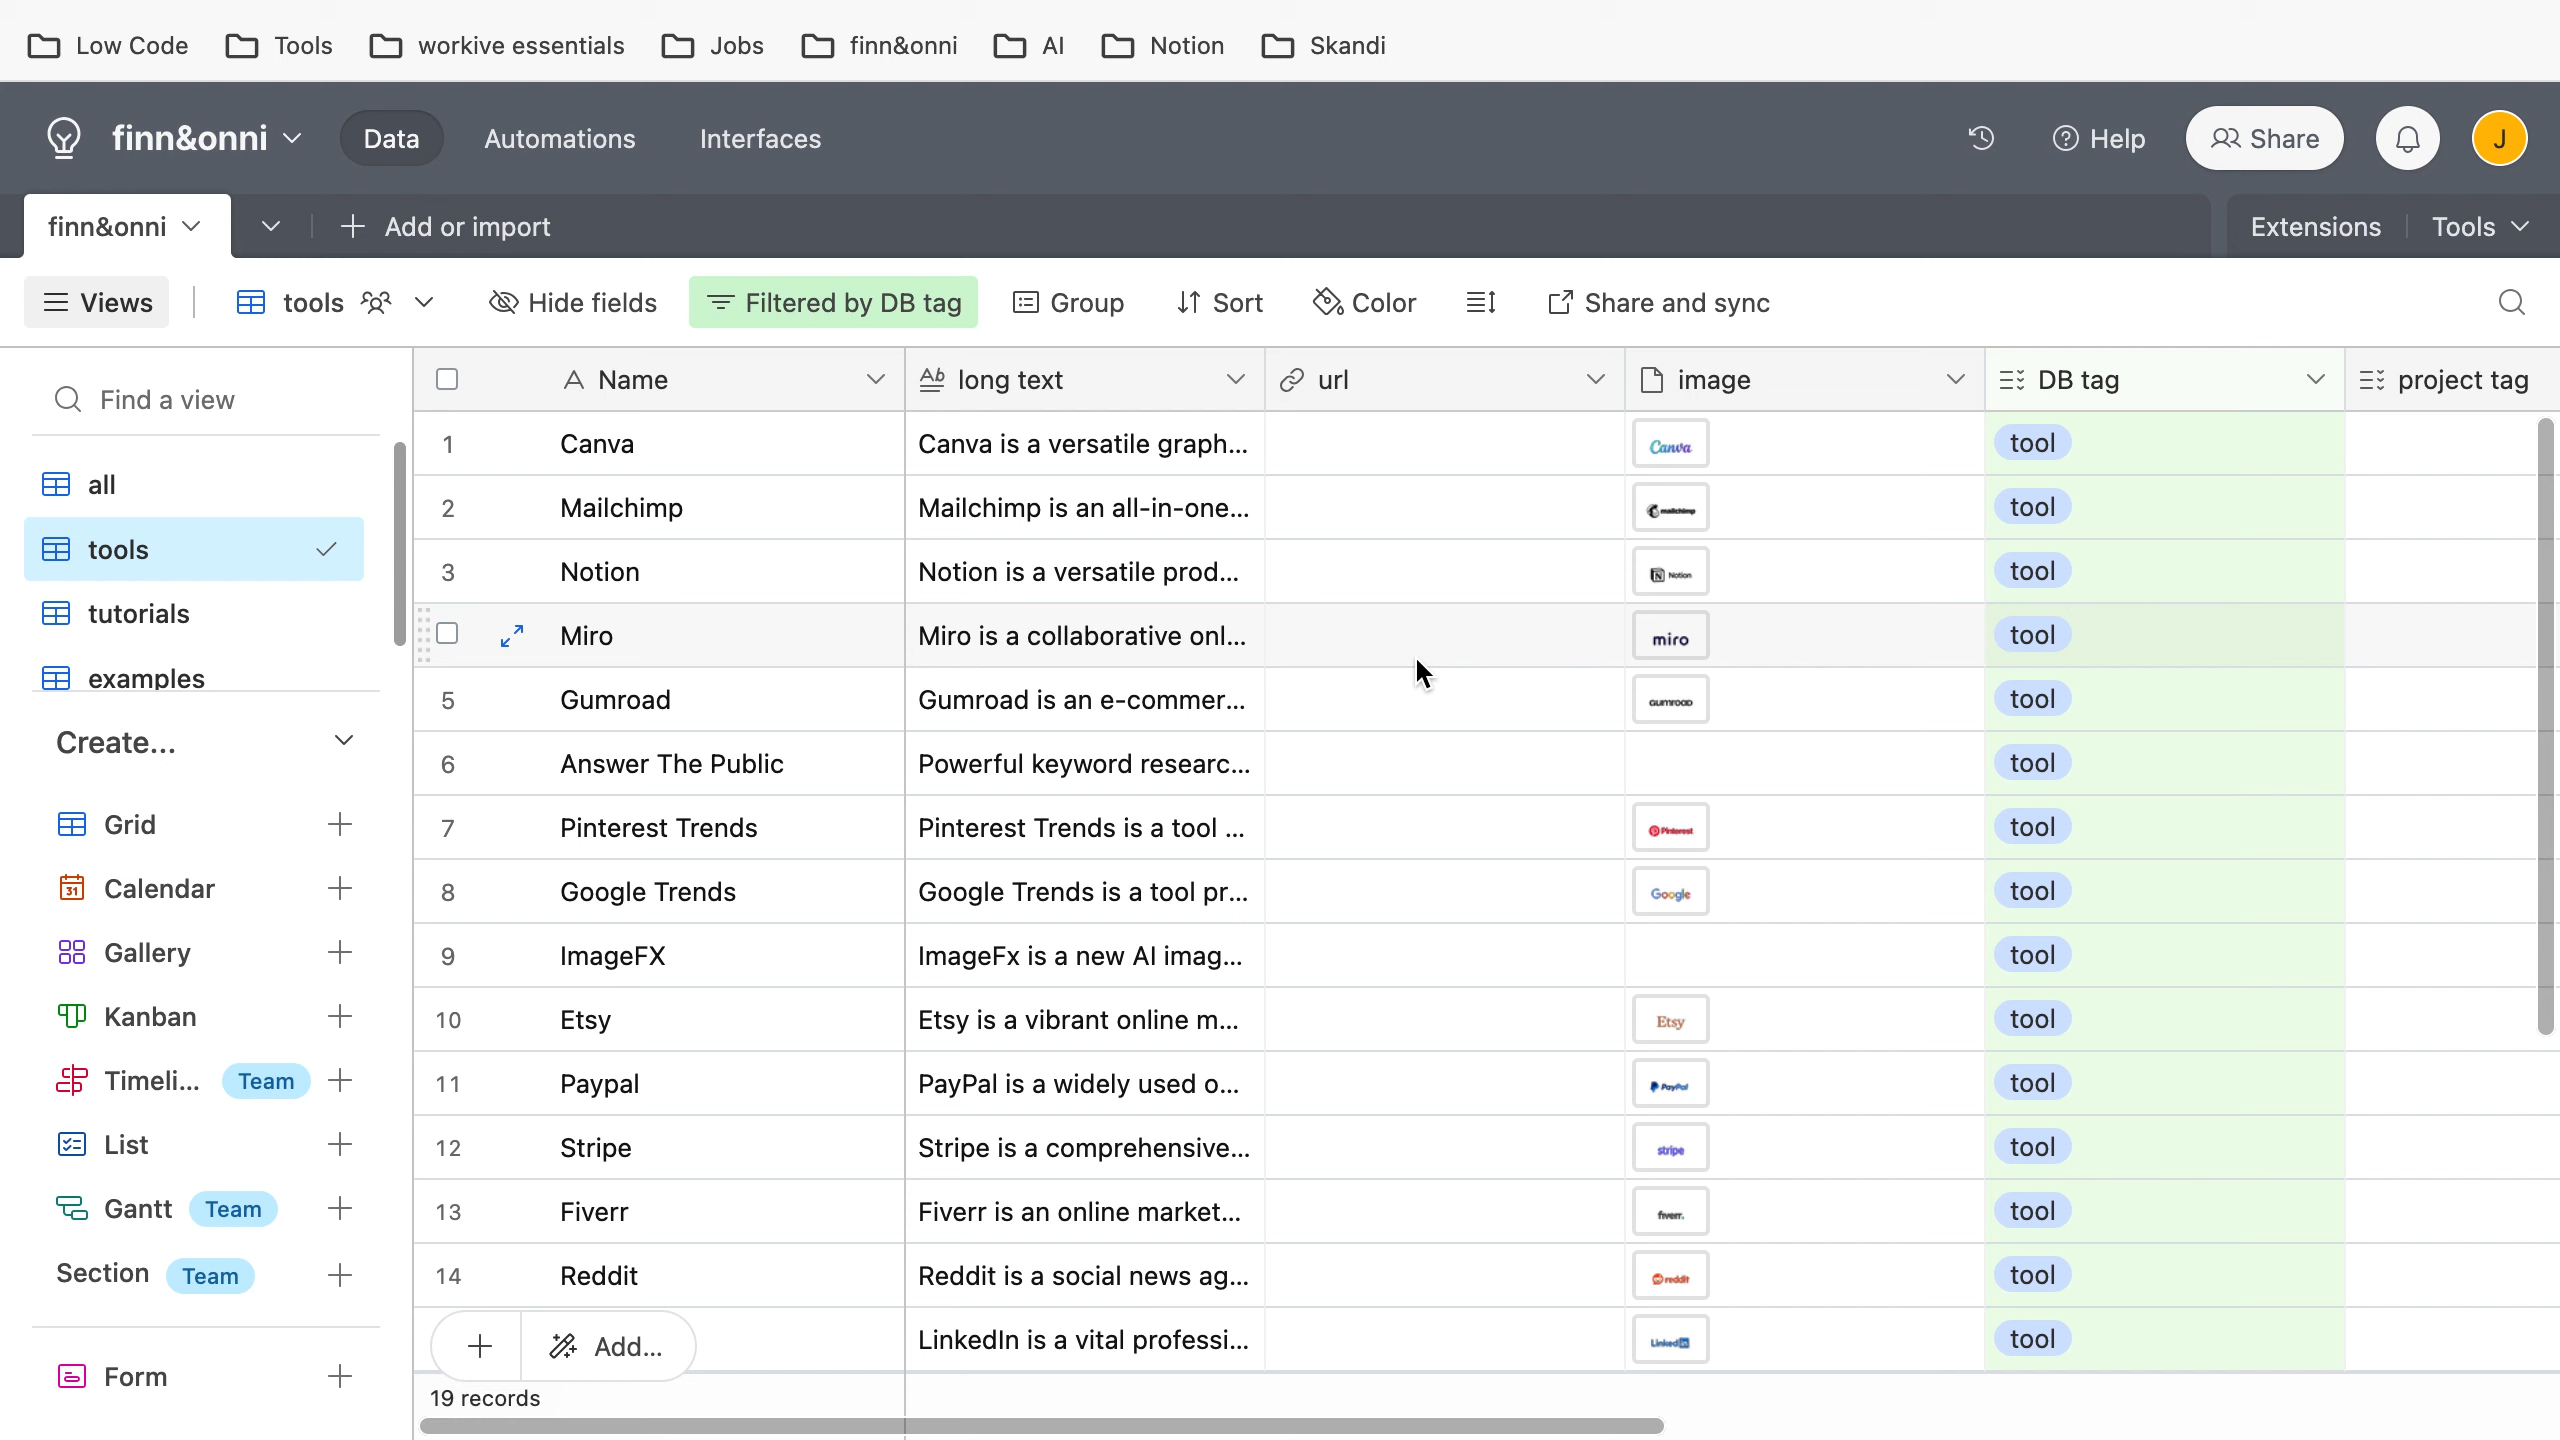 Low Code Tools workive essentials Jobs finn&onni AI Notion Skandi
finn&onni Data Automations Interfaces Help Share J
finn&onni Add or import Extensions Tools
Views tools Hide fields Filtered by DB tag Group Sort Color Share and sync
Find a view
all
tools
tutorials
examples
Create...
Grid
Calendar
31
Gallery
Kanban
Timeli... Team
List
Gantt Team
Section Team
Form
Name long text url image DB tag project tag
1 Canva Canva is a versatile graph... Canva tool
2 Mailchimp Mailchimp is an all-in-one... mailchimp tool
3 Notion Notion is a versatile prod... Notion tool
Miro Miro is a collaborative onl... miro tool
5 Gumroad Gumroad is an e-commer... GUMROAD tool
6 Answer The Public Powerful keyword researc... tool
7 Pinterest Trends Pinterest Trends is a tool ... Pinterest tool
8 Google Trends Google Trends is a tool pr... Google tool
9 ImageFX ImageFx is a new AI imag... tool
10 Etsy Etsy is a vibrant online m... Etsy tool
11 Paypal PayPal is a widely used o... PayPal tool
12 Stripe Stripe is a comprehensive... stripe tool
13 Fiverr Fiverr is an online market... fiverr. tool
14 Reddit Reddit is a social news ag... reddit tool
LinkedIn is a vital professi... LinkedIn tool
Add...
19 records